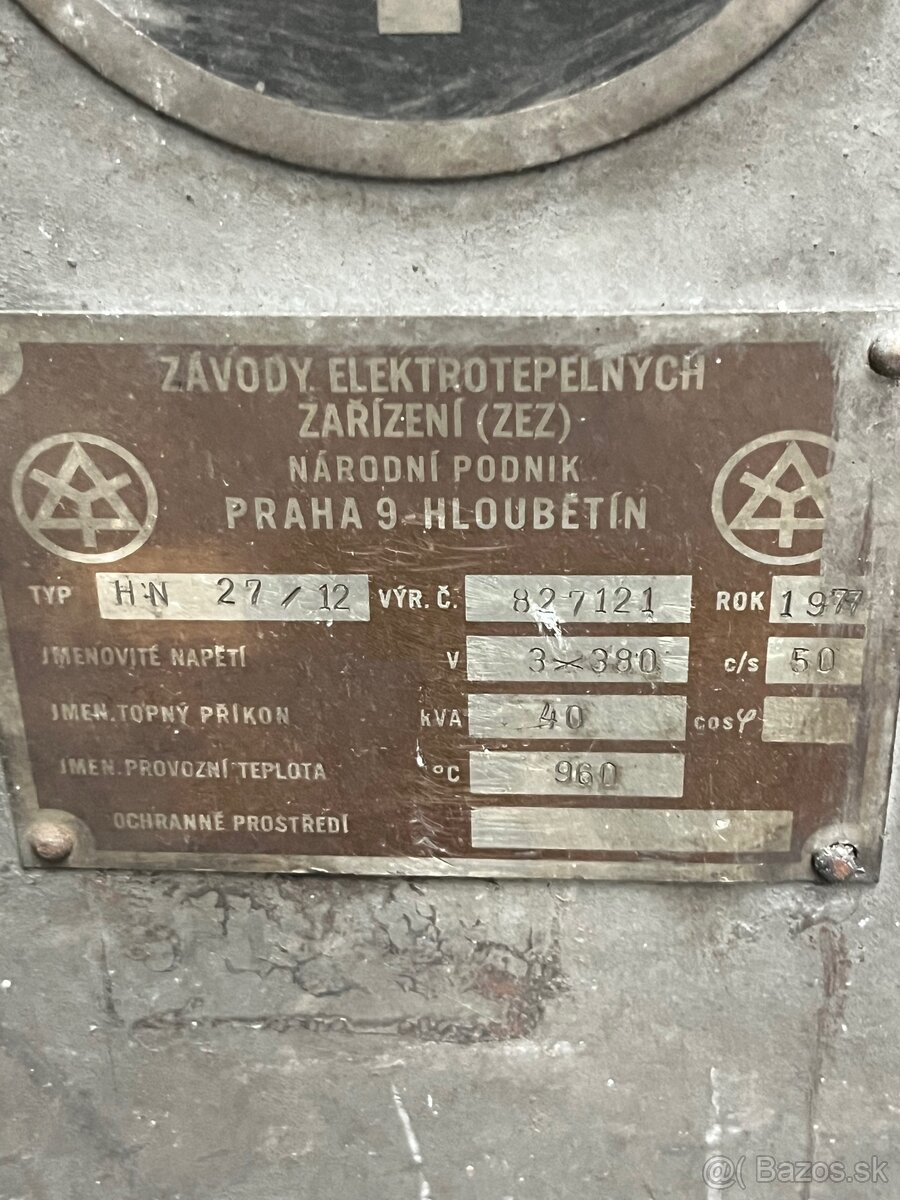 ZÁVODY ELEKTROTEPELNÝCH
ZAŘÍZENÍ (ZEZ)
NÁRODNÍ PODNIK
PRAHA 9-HLOUBĚTÍN
TYP HN 27/12 VÝR. Č. 827121 ROK 1977
JMENOVITÉ NAPĚTÍ V 3×380 c/s 50
JMEN. TOPNÝ PŘÍKON kVA 40 cos φ
JMEN. PROVOZNÍ TEPLOTA °C 960
OCHRANNÉ PROSTŘEDÍ
@( Bazos.sk